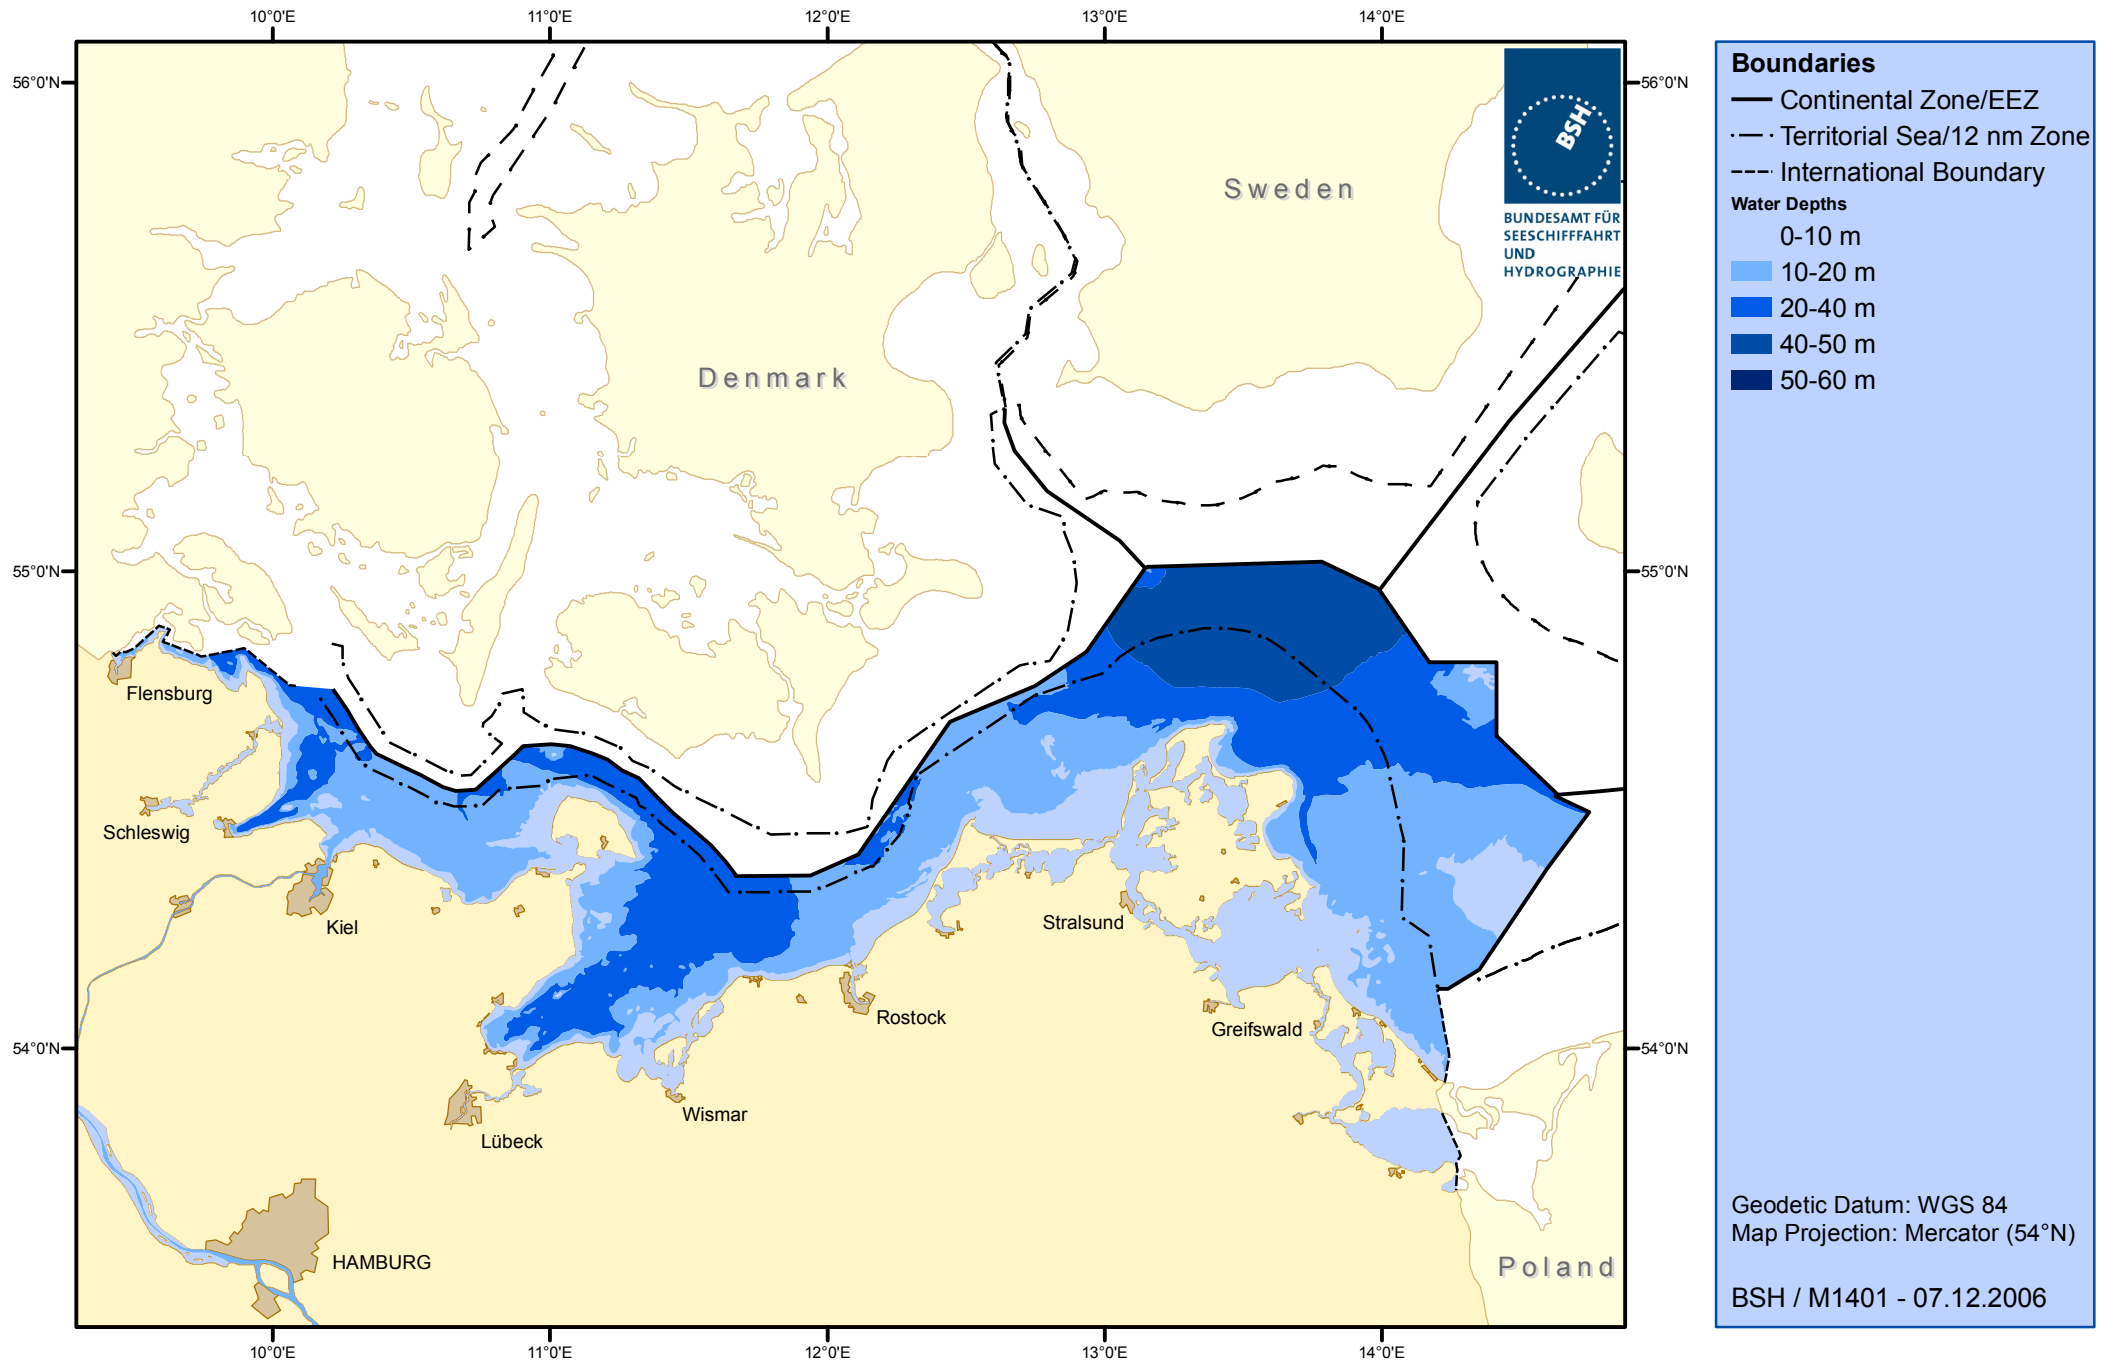 10°0'E 11°0'E 12°0'E 13°0'E 14°0'E
56°0'N 56°0'N
BSH
BUNDESAMT FÜR
SEESCHIFFFAHRT
UND
HYDROGRAPHIE
Sweden
Denmark
55°0'N 55°0'N
Flensburg
Schleswig
Kiel
Stralsund
Rostock
Greifswald
54°0'N 54°0'N
Wismar
Lübeck
HAMBURG
Poland
10°0'E 11°0'E 12°0'E 13°0'E 14°0'E
Boundaries
Continental Zone/EEZ
Territorial Sea/12 nm Zone
International Boundary
Water Depths
0-10 m
10-20 m
20-40 m
40-50 m
50-60 m
Geodetic Datum: WGS 84
Map Projection: Mercator (54°N)
BSH / M1401 - 07.12.2006